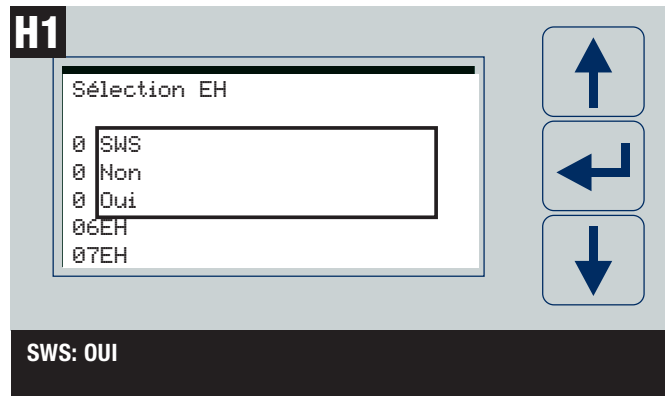 H1
Sélection EH
0 SWS
0 Non
0 Oui
06EH
07EH
SWS: OUI